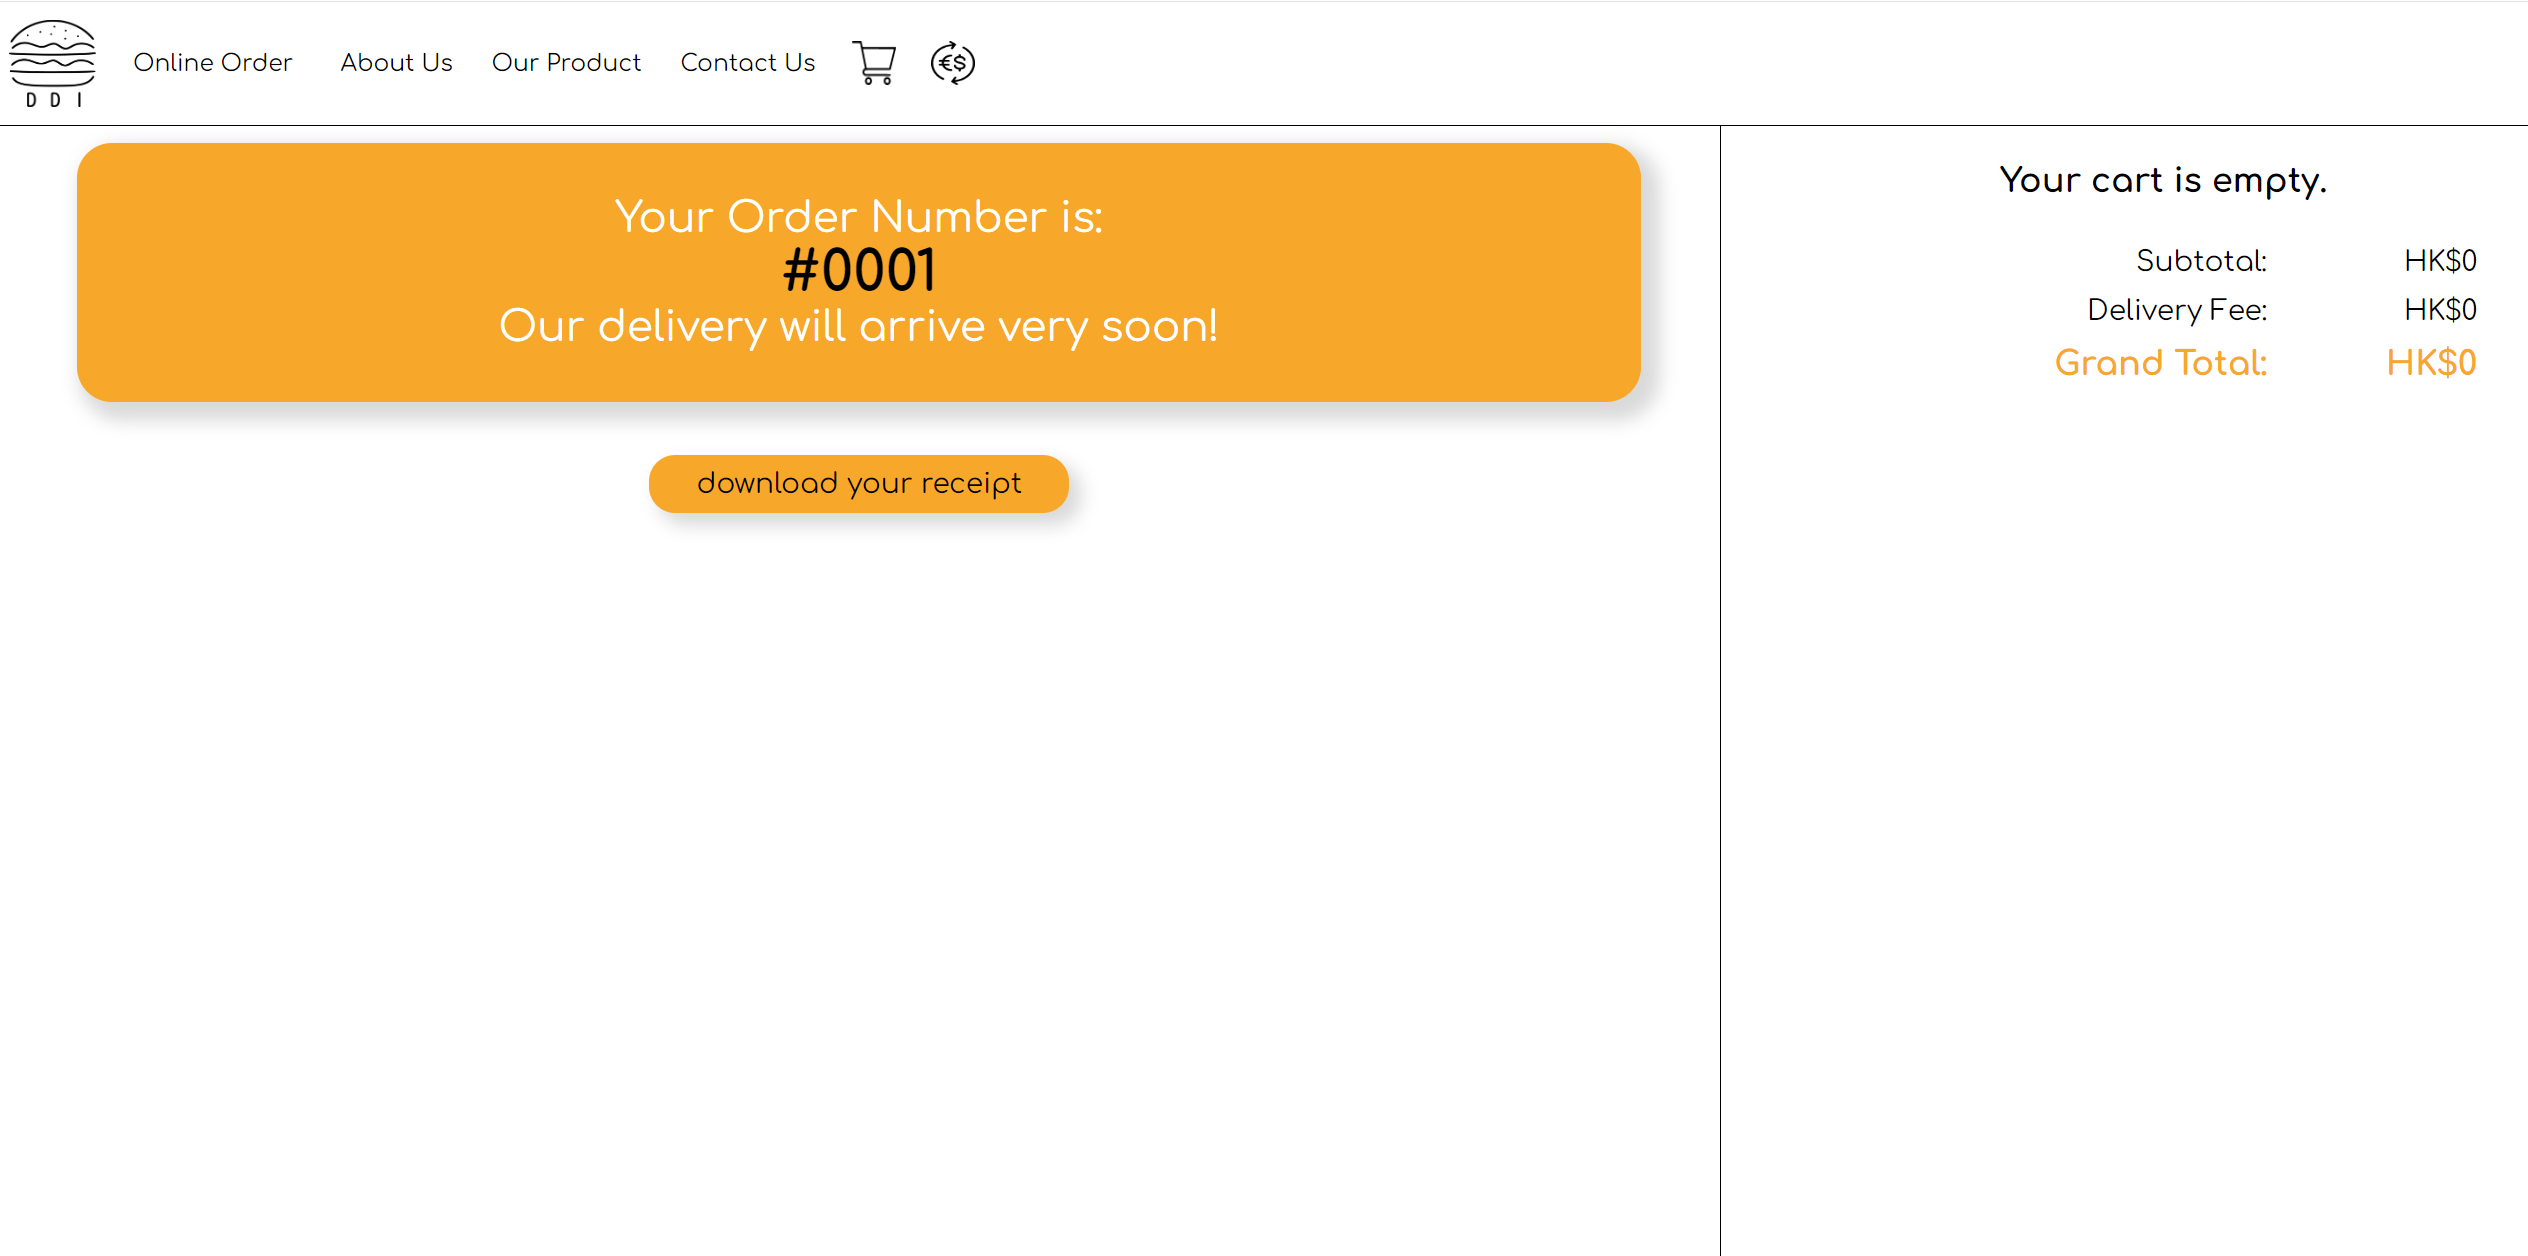 D D I
Online Order
About Us
Our Product
Contact Us
€$
Your Order Number is:
#0001
Our delivery will arrive very soon!
download your receipt
Your cart is empty.
Subtotal: HK$0
Delivery Fee: HK$0
Grand Total: HK$0